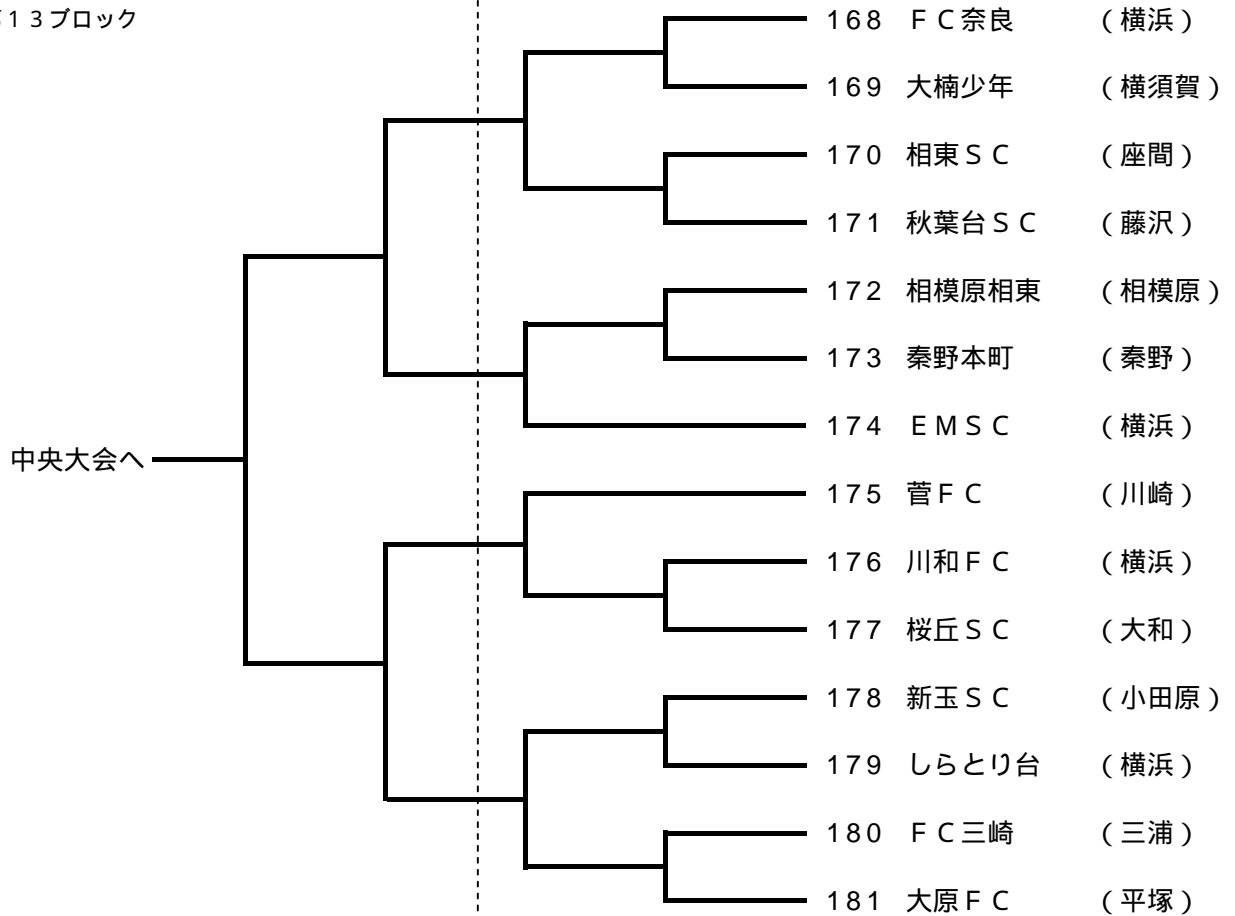 １３ブロック
168 ＦＣ奈良 （横浜）
169 大楠少年 （横須賀）
170 相東ＳＣ （座間）
171 秋葉台ＳＣ （藤沢）
172 相模原相東 （相模原）
173 秦野本町 （秦野）
174 ＥＭＳＣ （横浜）
中央大会へ
175 菅ＦＣ （川崎）
176 川和ＦＣ （横浜）
177 桜丘ＳＣ （大和）
178 新玉ＳＣ （小田原）
179 しらとり台 （横浜）
180 ＦＣ三崎 （三浦）
181 大原ＦＣ （平塚）